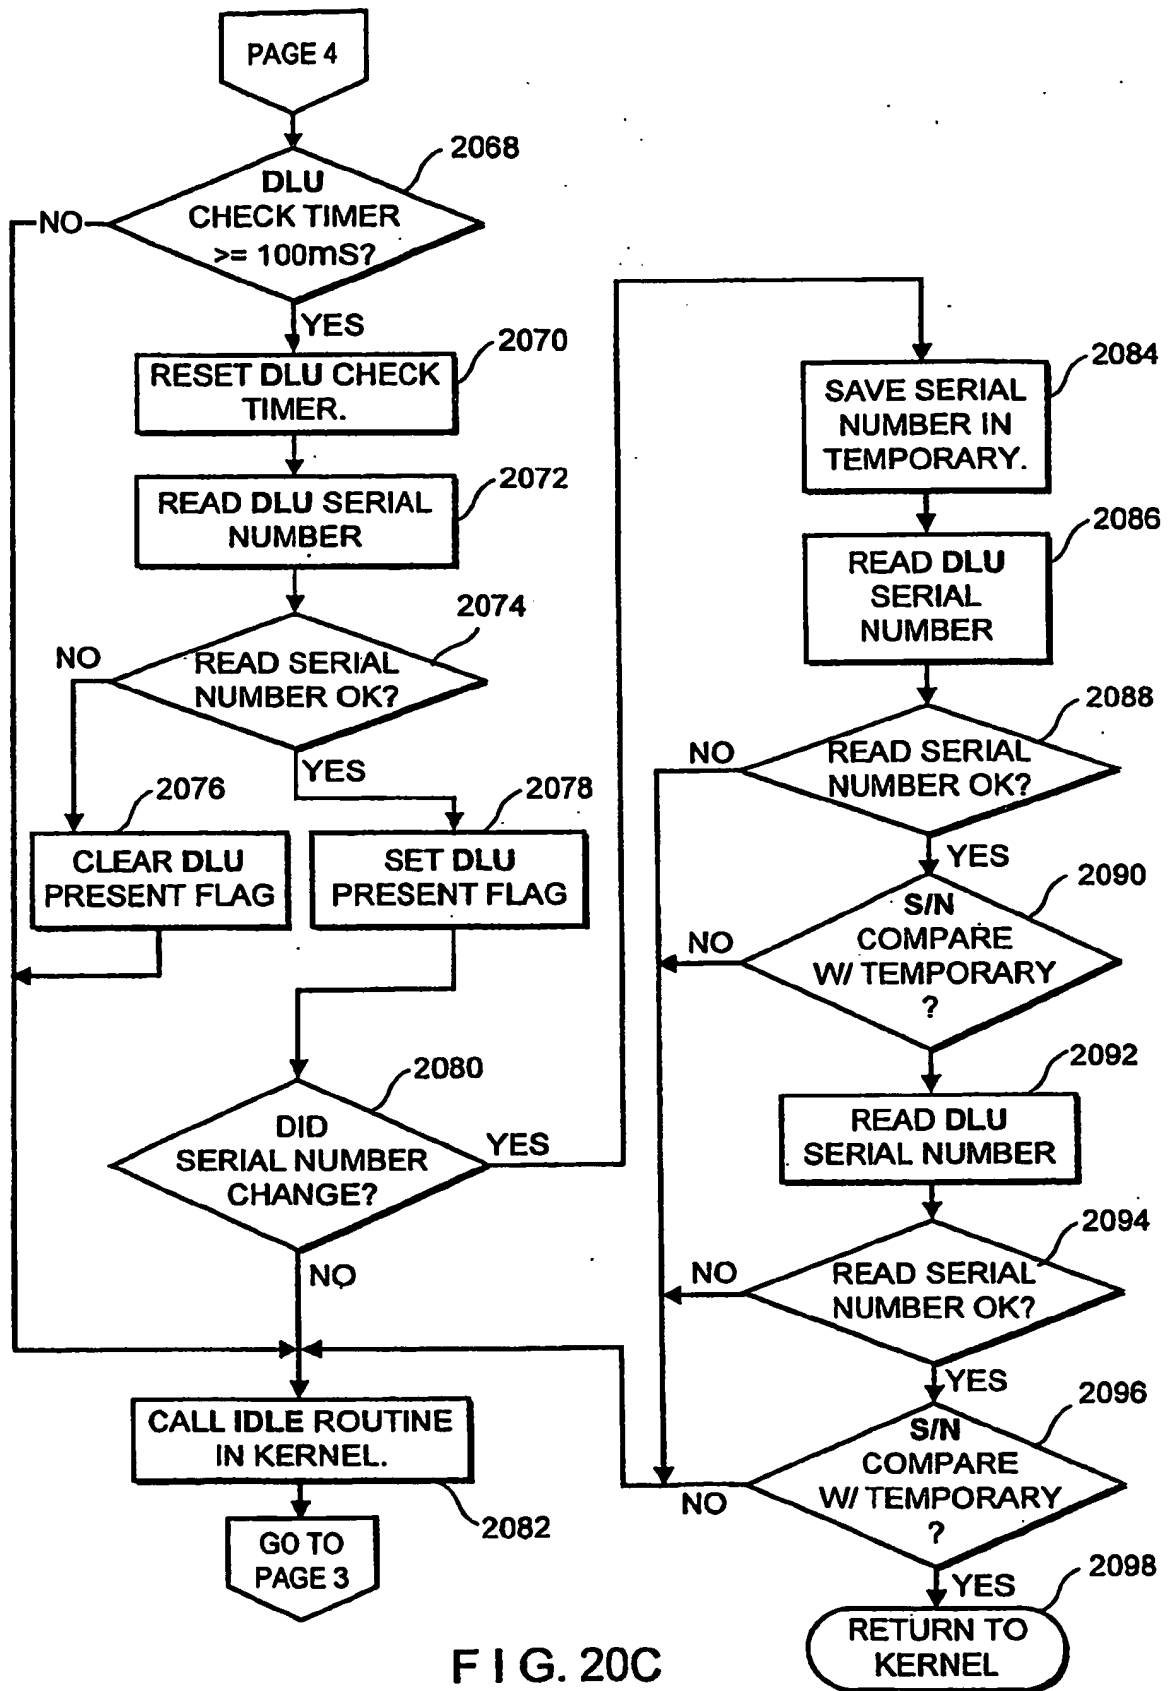 PAGE 4
2068
DLU
CHECK TIMER
>= 100mS?
NO
YES
2070
RESET DLU CHECK
TIMER.
2072
READ DLU SERIAL
NUMBER
2074
READ SERIAL
NUMBER OK?
NO
YES
2076
CLEAR DLU
PRESENT FLAG
2078
SET DLU
PRESENT FLAG
2080
DID
SERIAL NUMBER
CHANGE?
YES
NO
CALL IDLE ROUTINE
IN KERNEL.
2082
GO TO
PAGE 3
2084
SAVE SERIAL
NUMBER IN
TEMPORARY.
2086
READ DLU
SERIAL
NUMBER
2088
READ SERIAL
NUMBER OK?
NO
YES
2090
S/N
COMPARE
W/ TEMPORARY
?
NO
2092
READ DLU
SERIAL NUMBER
2094
READ SERIAL
NUMBER OK?
NO
YES
2096
S/N
COMPARE
W/ TEMPORARY
?
NO
YES
2098
RETURN TO
KERNEL
F I G. 20C